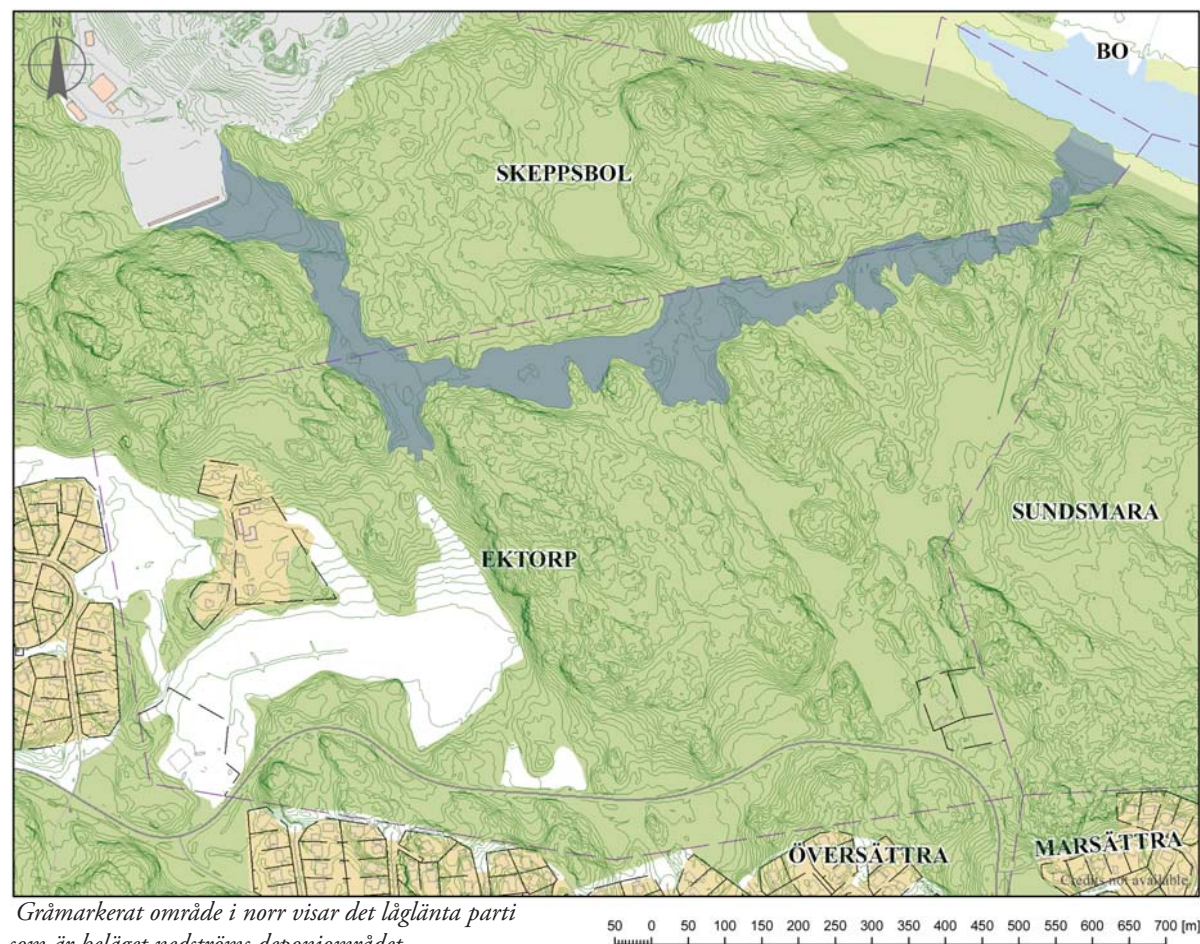 N
BO
SKEPPSBOL
SUNDSMARA
EKTORP
ÖVERSÄTTRA
MARSÄTTRA
Credits not available
Gråmarkerat område i norr visar det låglänta parti
som är beläget nedströms deponiområdet
50 0 50 100 150 200 250 300 350 400 450 500 550 600 650 700 [m]